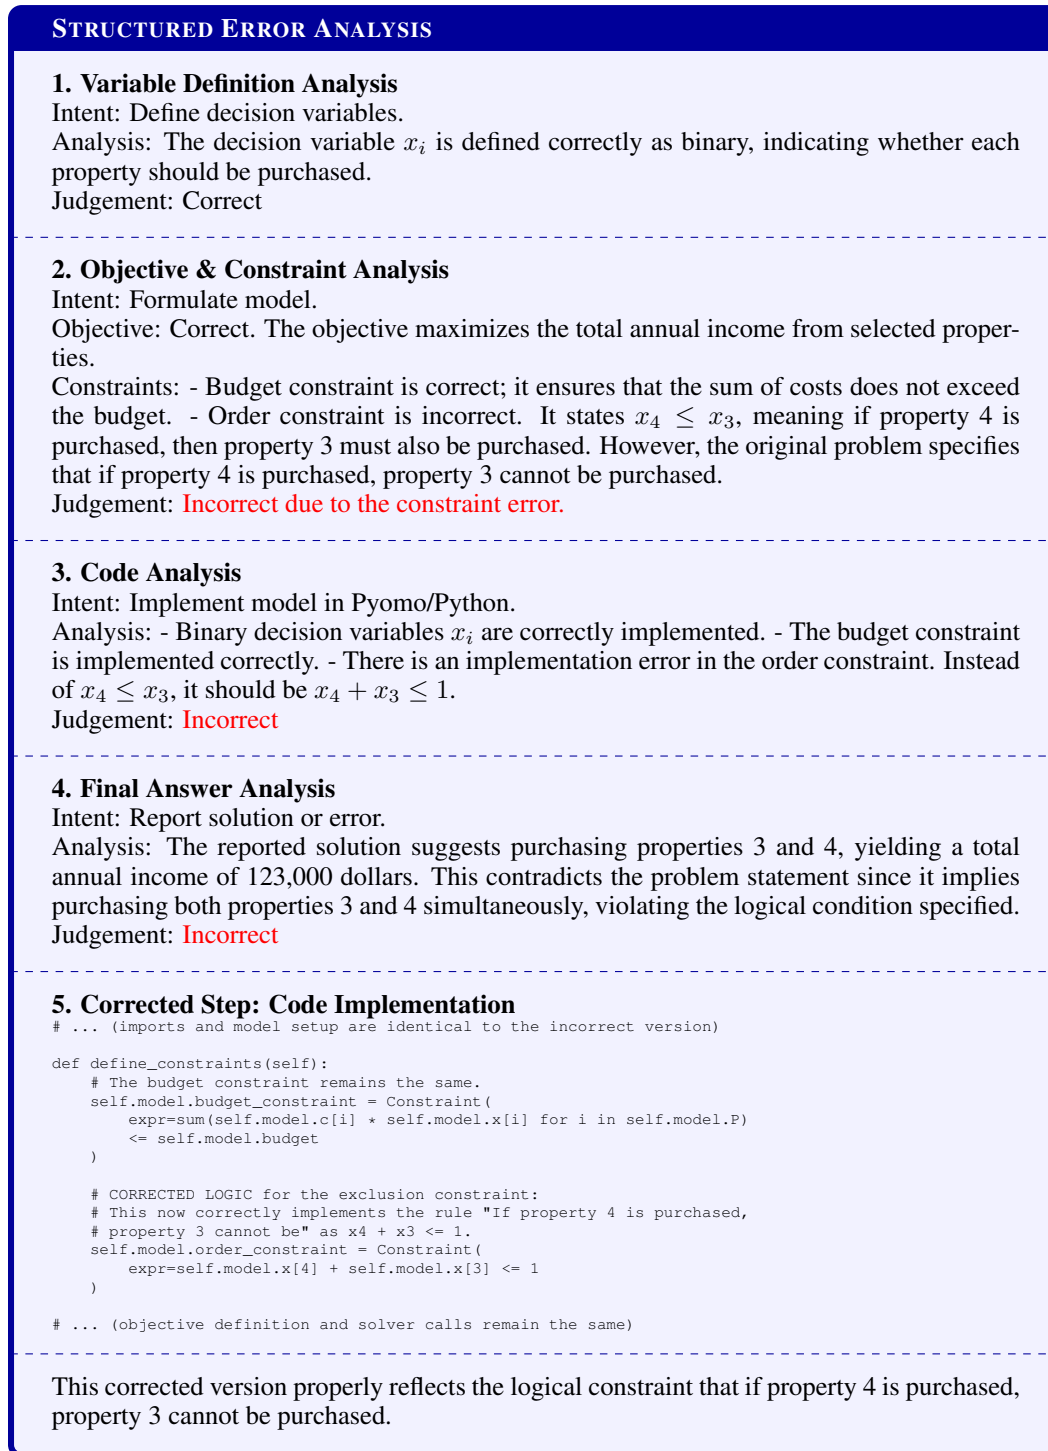 STRUCTURED ERROR ANALYSIS
1. Variable Definition Analysis
Intent: Define decision variables.
Analysis: The decision variable x_i is defined correctly as binary, indicating whether each
property should be purchased.
Judgement: Correct
2. Objective & Constraint Analysis
Intent: Formulate model.
Objective: Correct. The objective maximizes the total annual income from selected proper-
ties.
Constraints: - Budget constraint is correct; it ensures that the sum of costs does not exceed
the budget. - Order constraint is incorrect. It states x_4 ≤ x_3, meaning if property 4 is
purchased, then property 3 must also be purchased. However, the original problem specifies
that if property 4 is purchased, property 3 cannot be purchased.
Judgement: Incorrect due to the constraint error.
3. Code Analysis
Intent: Implement model in Pyomo/Python.
Analysis: - Binary decision variables x_i are correctly implemented. - The budget constraint
is implemented correctly. - There is an implementation error in the order constraint. Instead
of x_4 ≤ x_3, it should be x_4 + x_3 ≤ 1.
Judgement: Incorrect
4. Final Answer Analysis
Intent: Report solution or error.
Analysis: The reported solution suggests purchasing properties 3 and 4, yielding a total
annual income of 123,000 dollars. This contradicts the problem statement since it implies
purchasing both properties 3 and 4 simultaneously, violating the logical condition specified.
Judgement: Incorrect
5. Corrected Step: Code Implementation
# ... (imports and model setup are identical to the incorrect version)
def define_constraints(self):
    # The budget constraint remains the same.
    self.model.budget_constraint = Constraint(
        expr=sum(self.model.c[i] * self.model.x[i] for i in self.model.P)
        <= self.model.budget
    )
    # CORRECTED LOGIC for the exclusion constraint:
    # This now correctly implements the rule "If property 4 is purchased,
    # property 3 cannot be" as x4 + x3 <= 1.
    self.model.order_constraint = Constraint(
        expr=self.model.x[4] + self.model.x[3] <= 1
    )
# ... (objective definition and solver calls remain the same)
This corrected version properly reflects the logical constraint that if property 4 is purchased,
property 3 cannot be purchased.